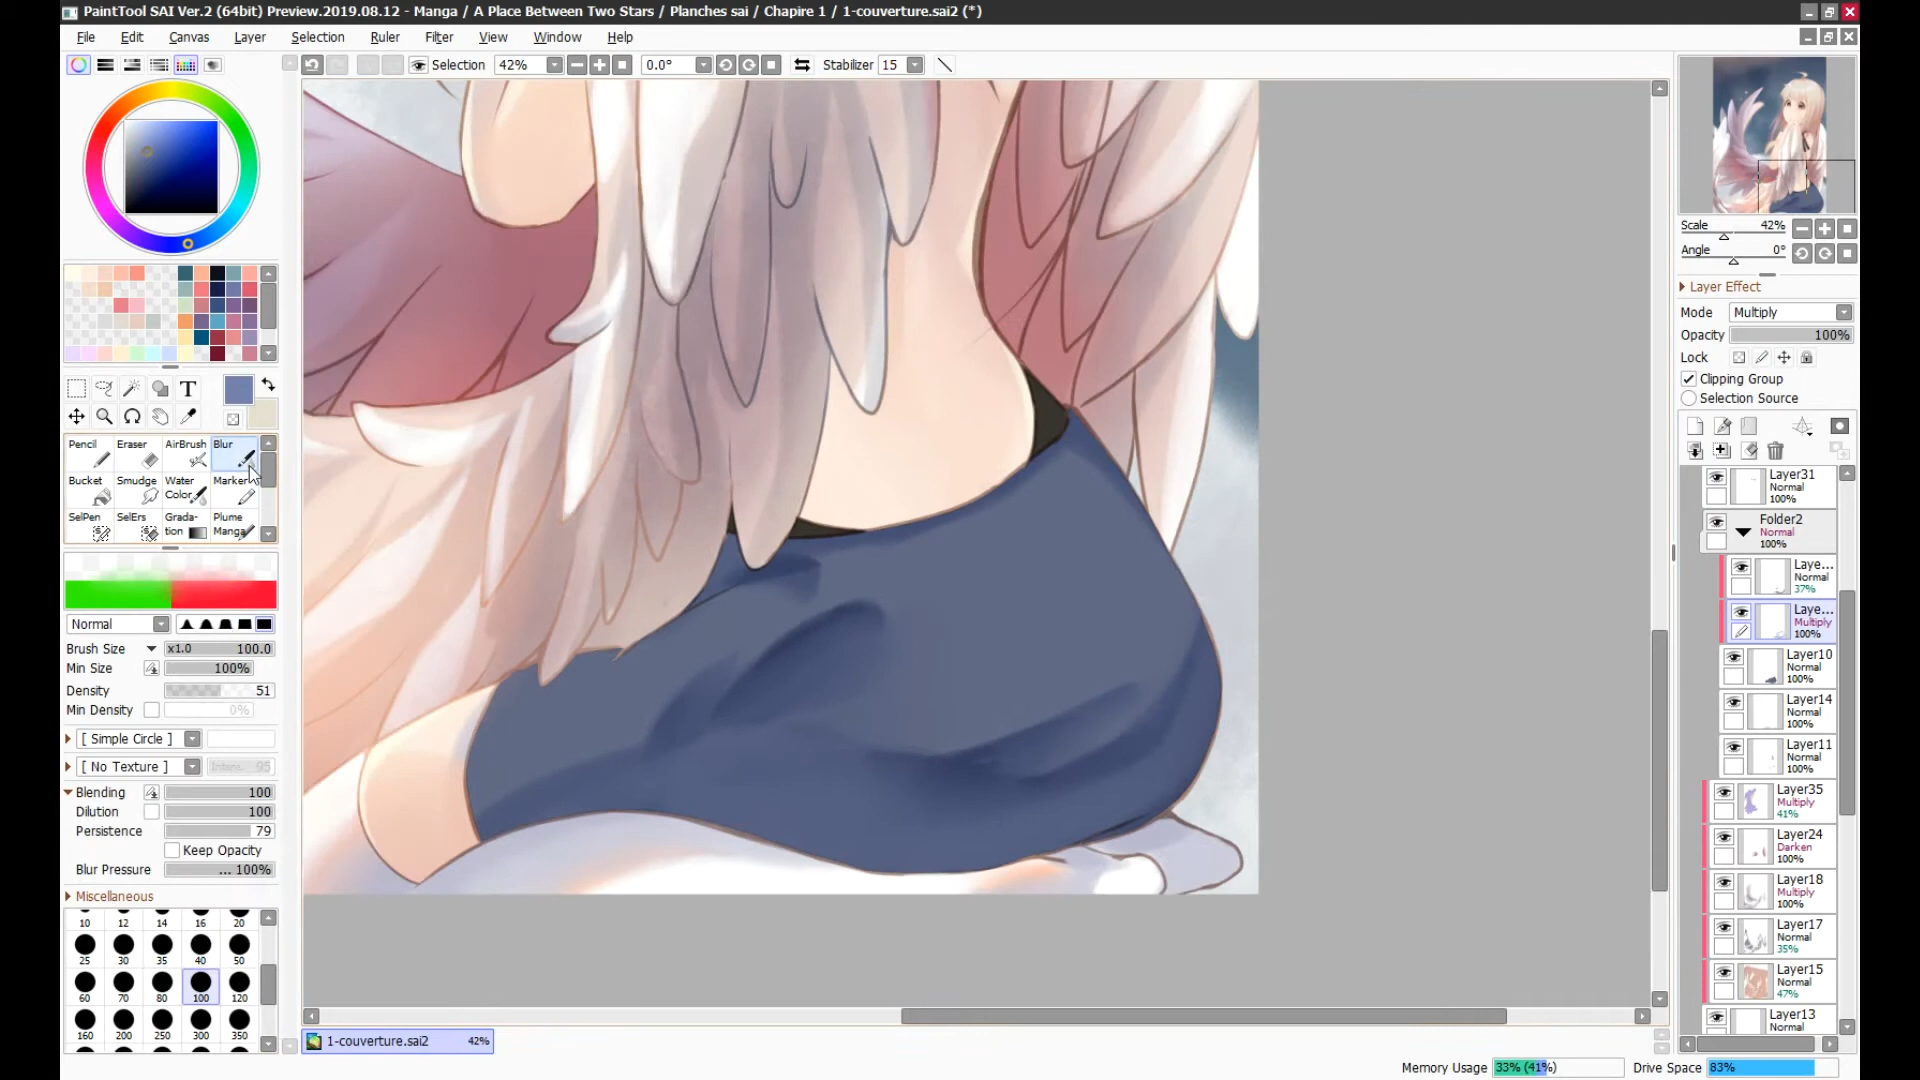 PaintTool SAI Ver.2 (64bit) Preview.2019.08.12 - Manga / A Place Between Two Stars / Planches sai / Chapire 1 / 1-couverture.sai2 (*)
File Edit Canvas Layer Selection Ruler Filter View Window Help
Selection 42% 0.0° Stabilizer 15
Scale 42%
Angle 0°
Layer Effect
Mode Multiply
Opacity 100%
Lock
Clipping Group
Selection Source
T
Pencil Eraser AirBrush Blur
Bucket Smudge Water Color Marker
SelPen SelErs Grada-tion Plume Manga
Normal
Brush Size x1.0 100.0
Min Size 100%
Density 51
Min Density 0%
[ Simple Circle ]
[ No Texture ] 95
Blending 100
Dilution 100
Persistence 79
Keep Opacity
Blur Pressure ... 100%
Miscellaneous
10 12 14 16 20
25 30 35 40 50
60 70 80 100 120
160 200 250 300 350
Layer31
Normal
100%
Folder2
Normal
100%
Laye...
Normal
37%
Laye...
Multiply
100%
Layer10
Normal
100%
Layer14
Normal
100%
Layer11
Normal
100%
Layer35
Multiply
41%
Layer24
Darken
100%
Layer18
Multiply
100%
Layer17
Normal
35%
Layer15
Normal
47%
Layer13
Normal
1-couverture.sai2 42%
Memory Usage 33% (41%) Drive Space 83%